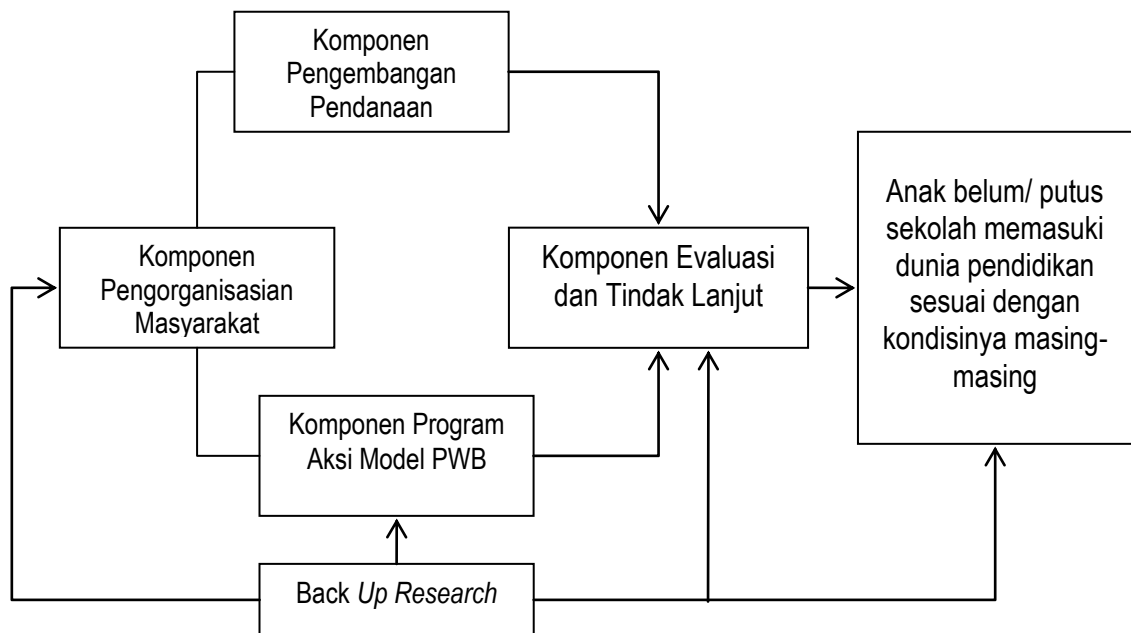 Komponen
Pengembangan
Pendanaan
Komponen
Pengorganisasian
Masyarakat
Komponen Evaluasi
dan Tindak Lanjut
Anak belum/ putus
sekolah memasuki
dunia pendidikan
sesuai dengan
kondisinya masing-
masing
Komponen Program
Aksi Model PWB
Back Up Research